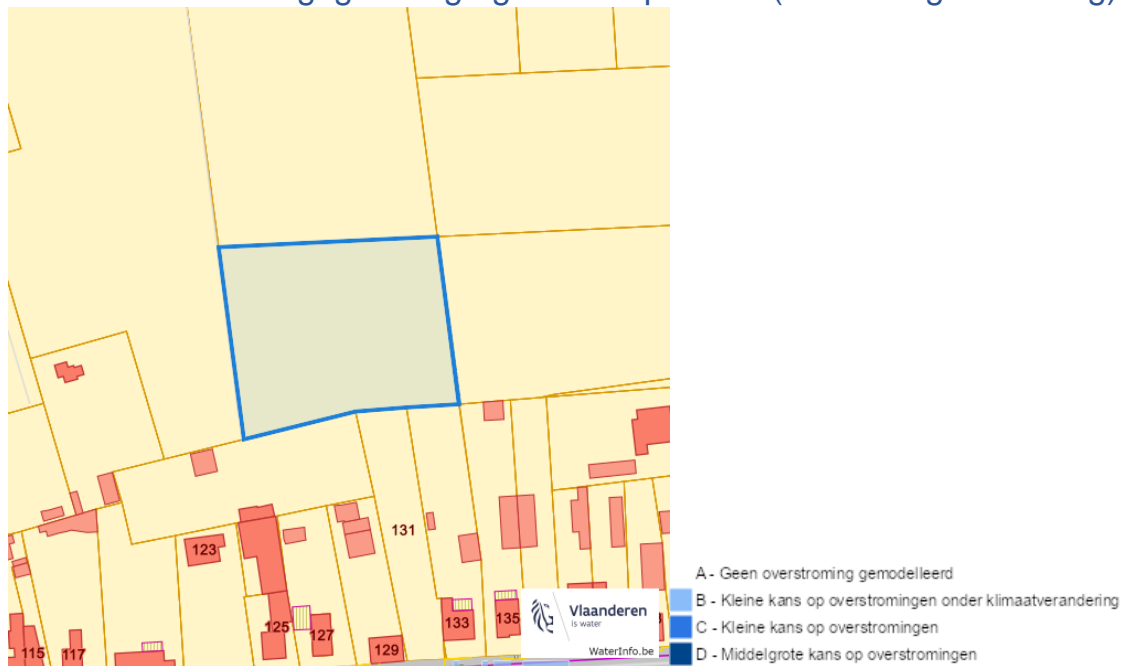 123
131
125
127
133
135
129
115
117
Vlaanderen
is water
WaterInfo.be
A - Geen overstroming gemodelleerd
B - Kleine kans op overstromingen onder klimaatverandering
C - Kleine kans op overstromingen
D - Middelgrote kans op overstromingen